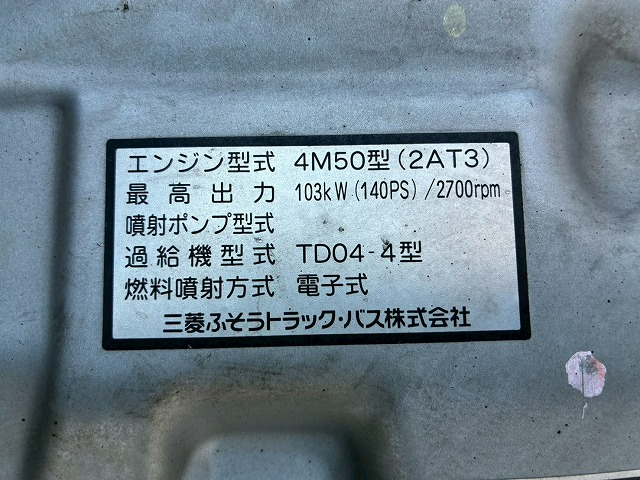 エンジン型式 4M50型(2AT3)
最高出力 103kW(140PS)/2700rpm
噴射ポンプ型式
過給機型式 TD04-4型
燃料噴射方式 電子式
三菱ふそうトラック・バス株式会社